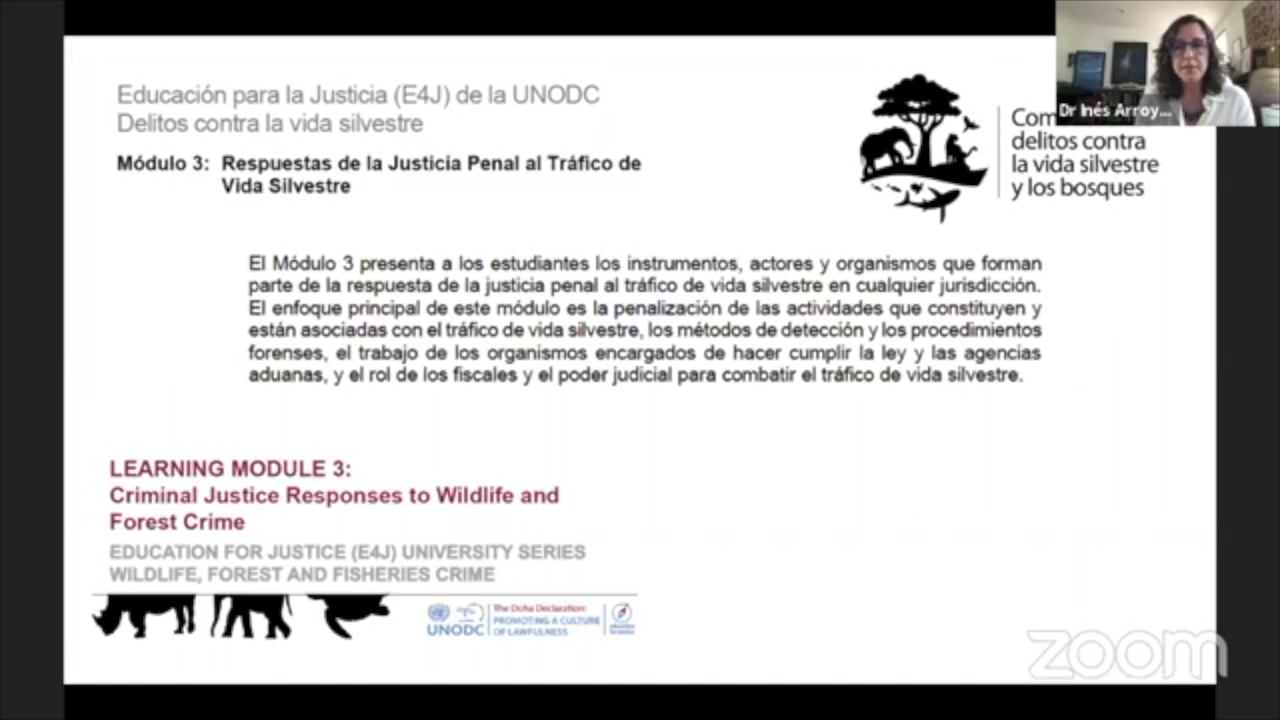 Educación para la Justicia (E4J) de la UNODC
Delitos contra la vida silvestre
Módulo 3: Respuestas de la Justicia Penal al Tráfico de
Vida Silvestre
Dr Inés Arroy...
Com
delitos contra
la vida silvestre
y los bosques
El Módulo 3 presenta a los estudiantes los instrumentos, actores y organismos que forman
parte de la respuesta de la justicia penal al tráfico de vida silvestre en cualquier jurisdicción.
El enfoque principal de este módulo es la penalización de las actividades que constituyen y
están asociadas con el tráfico de vida silvestre, los métodos de detección y los procedimientos
forenses, el trabajo de los organismos encargados de hacer cumplir la ley y las agencias
aduanas, y el rol de los fiscales y el poder judicial para combatir el tráfico de vida silvestre.
LEARNING MODULE 3:
Criminal Justice Responses to Wildlife and
Forest Crime
EDUCATION FOR JUSTICE (E4J) UNIVERSITY SERIES
WILDLIFE, FOREST AND FISHERIES CRIME
UNODC
The Doha Declaration:
PROMOTING A CULTURE
OF LAWFULNESS
zoom